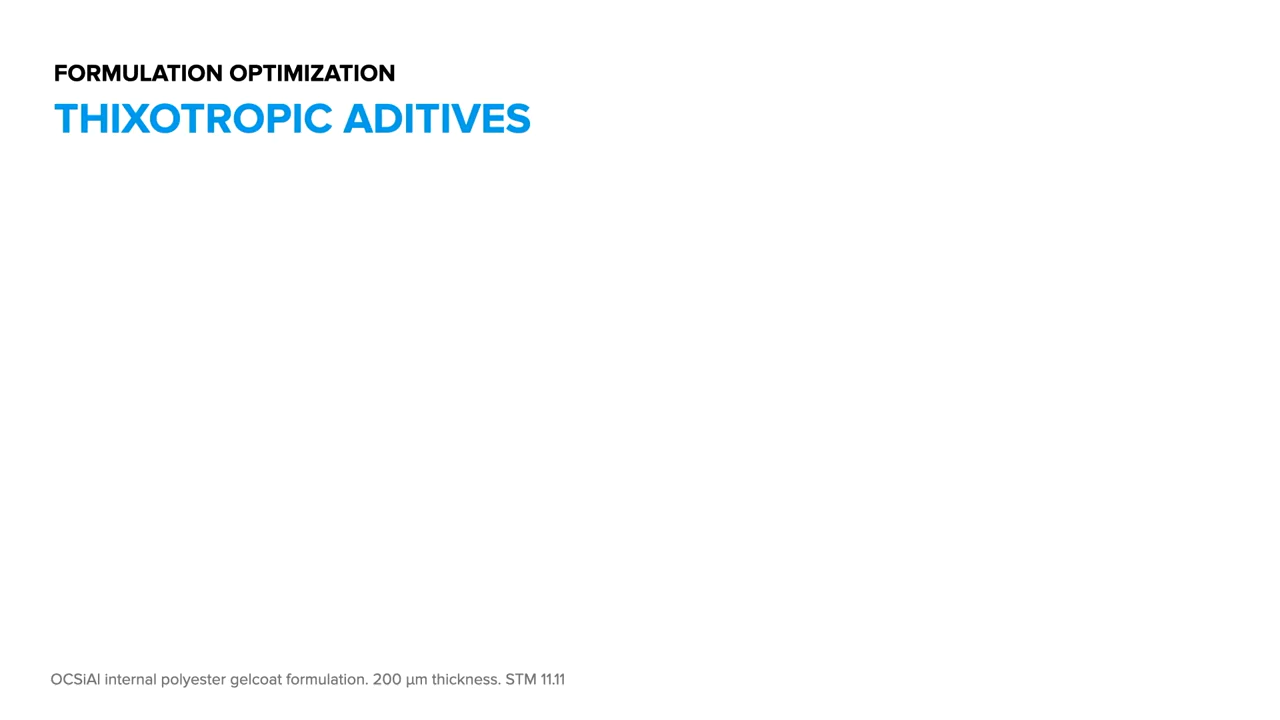 FORMULATION OPTIMIZATION
THIXOTROPIC ADITIVES
OCSiAl internal polyester gelcoat formulation. 200 μm thickness. STM 11.11